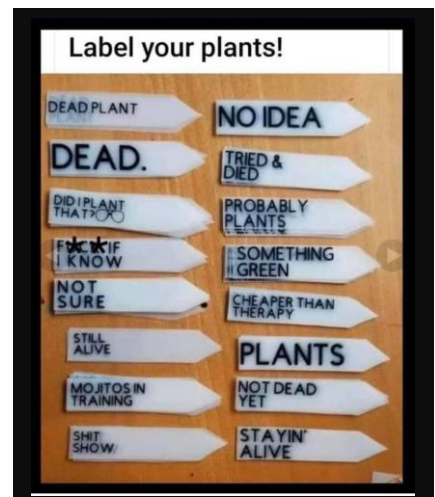 Label your plants!
DEAD PLANT
NO IDEA
DEAD.
TRIED &
DIED
DID I PLANT
THAT?
PROBABLY
PLANTS
F*C*IF
I KNOW
SOMETHING
GREEN
NOT
SURE
CHEAPER THAN
THERAPY
STILL
ALIVE
PLANTS
MOJITOS IN
TRAINING
NOT DEAD
YET
SHIT
SHOW
STAYIN'
ALIVE